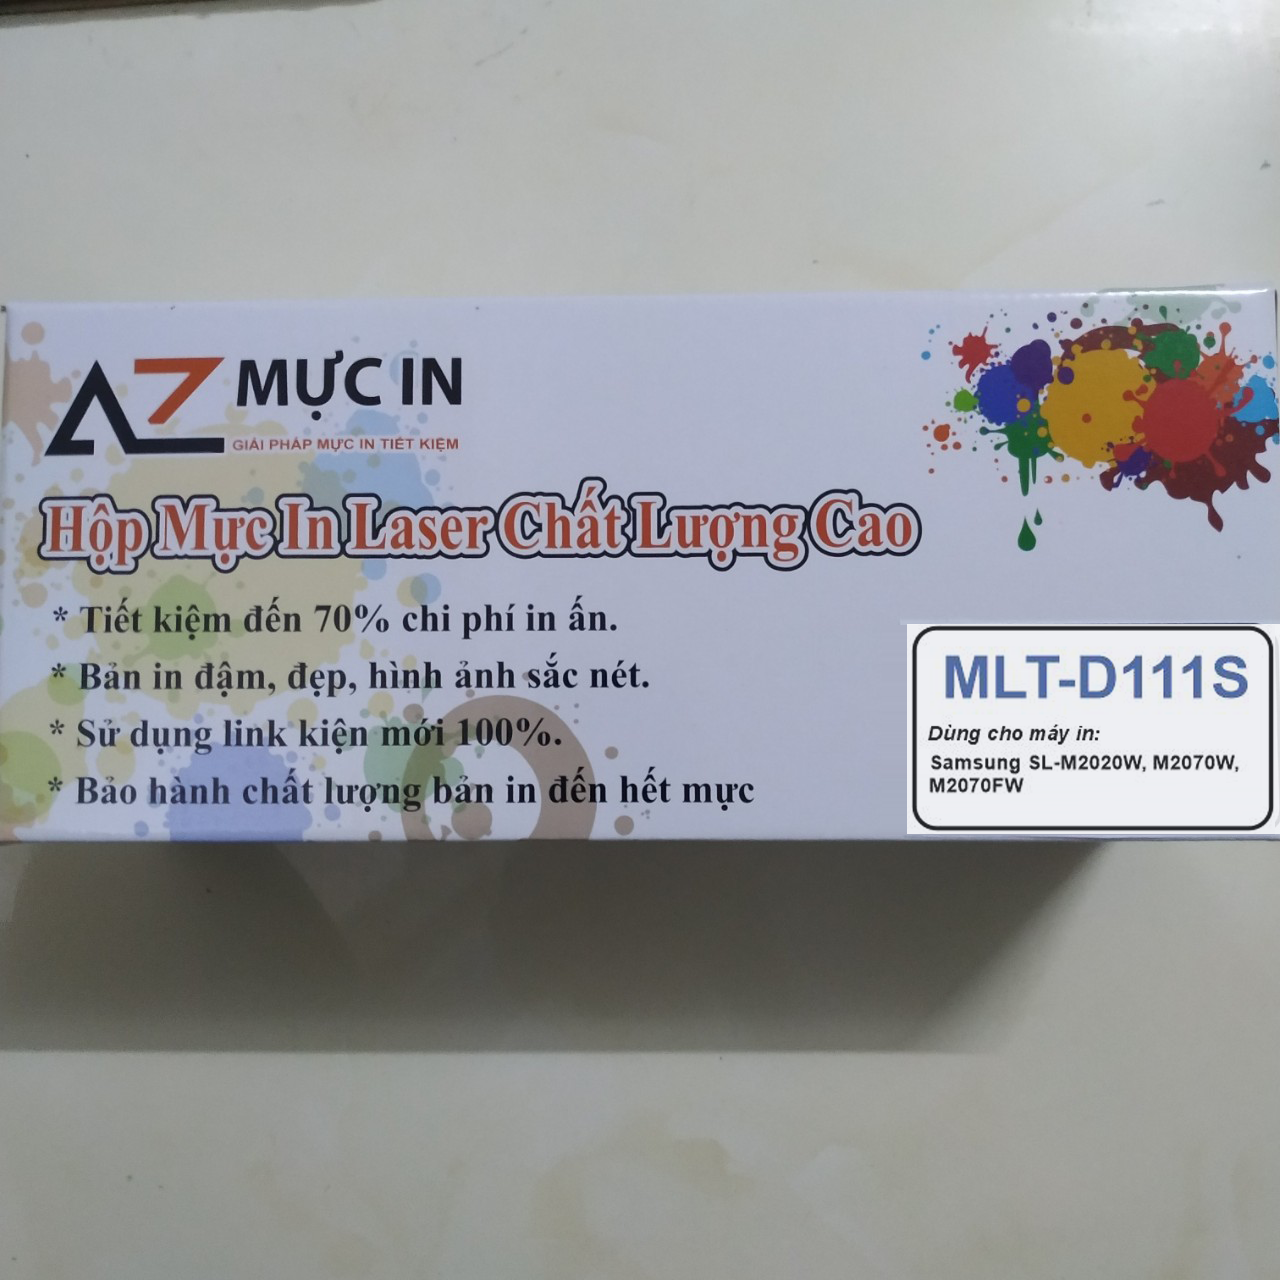 AZ MỰC IN
GIẢI PHÁP MỰC IN TIẾT KIỆM
Hộp Mực In Laser Chất Lượng Cao
* Tiết kiệm đến 70% chi phí in ấn.
* Bản in đậm, đẹp, hình ảnh sắc nét.
* Sử dụng link kiện mới 100%.
* Bảo hành chất lượng bản in đến hết mực
MLT-D111S
Dùng cho máy in:
Samsung SL-M2020W, M2070W,
M2070FW